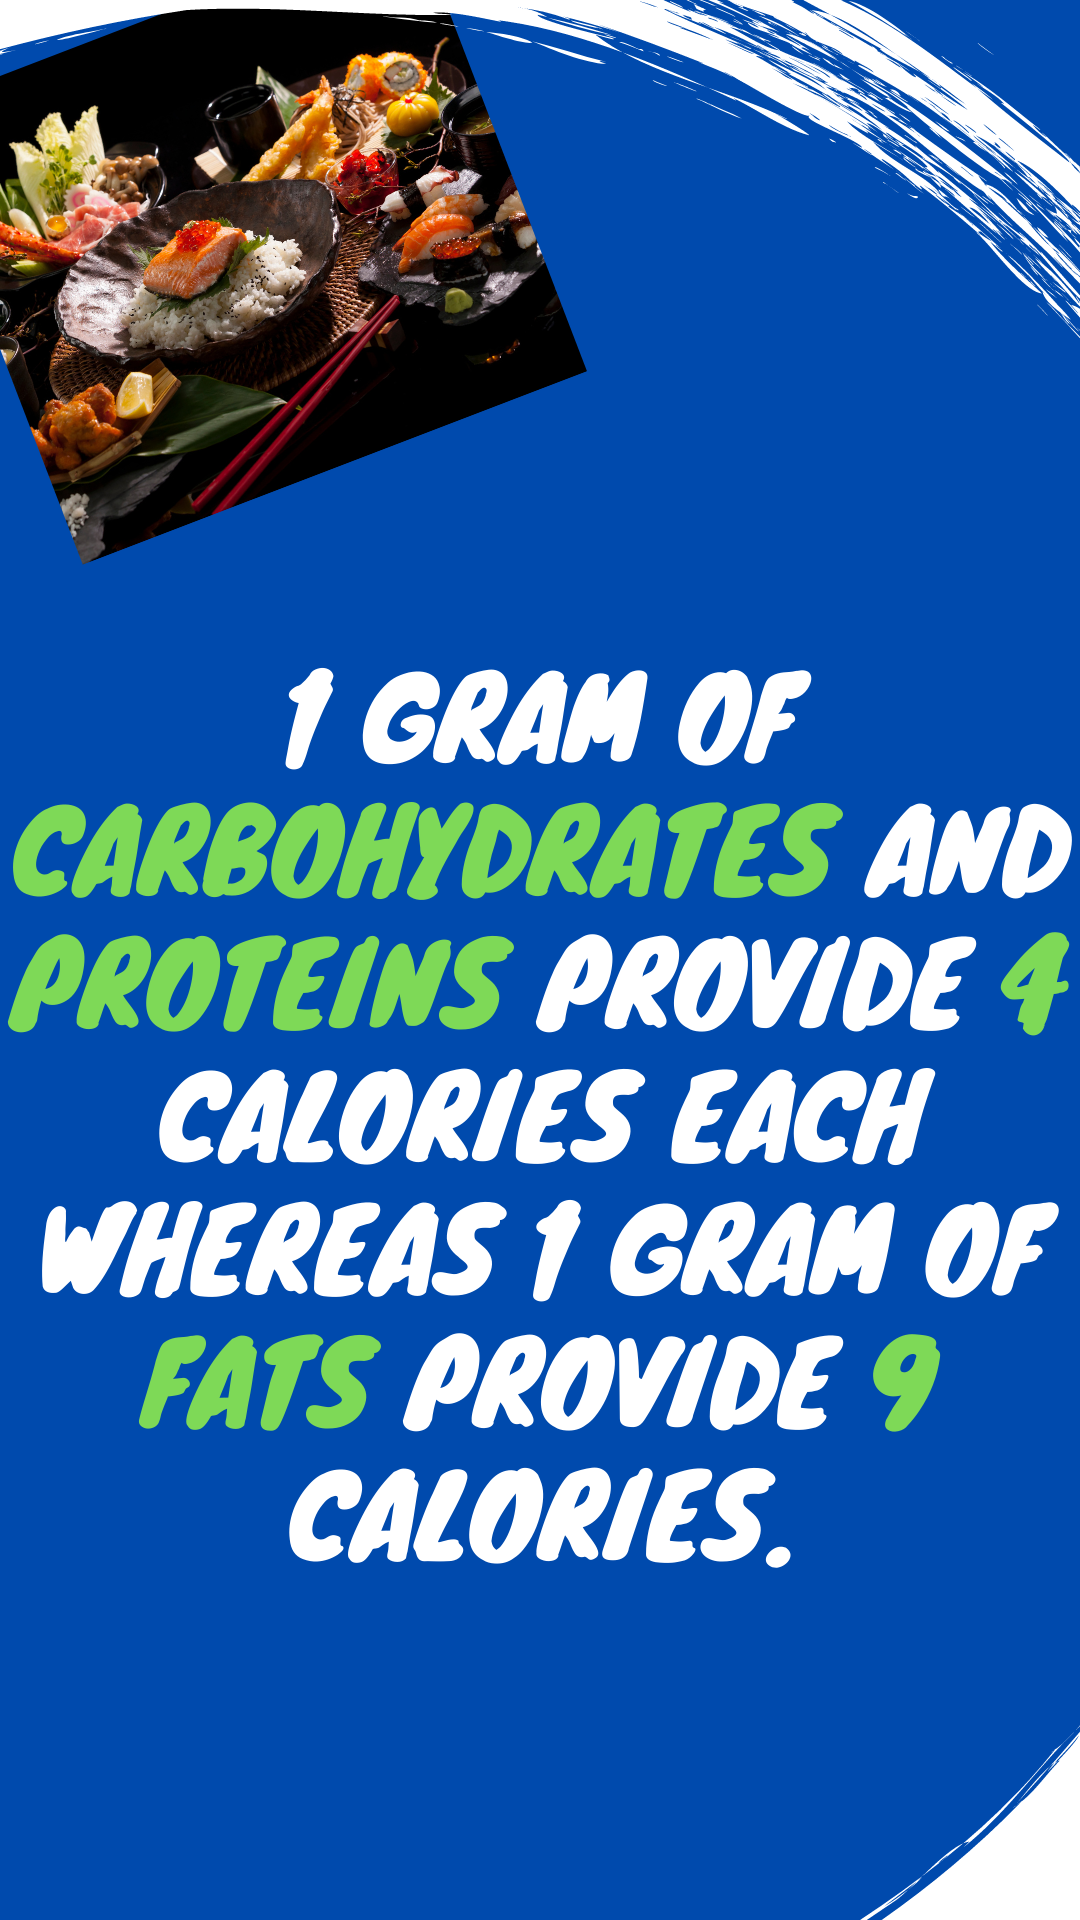 1 GRAM OF
CARBOHYDRATES AND
PROTEINS PROVIDE 4
CALORIES EACH
WHEREAS 1 GRAM OF
FATS PROVIDE 9
CALORIES.